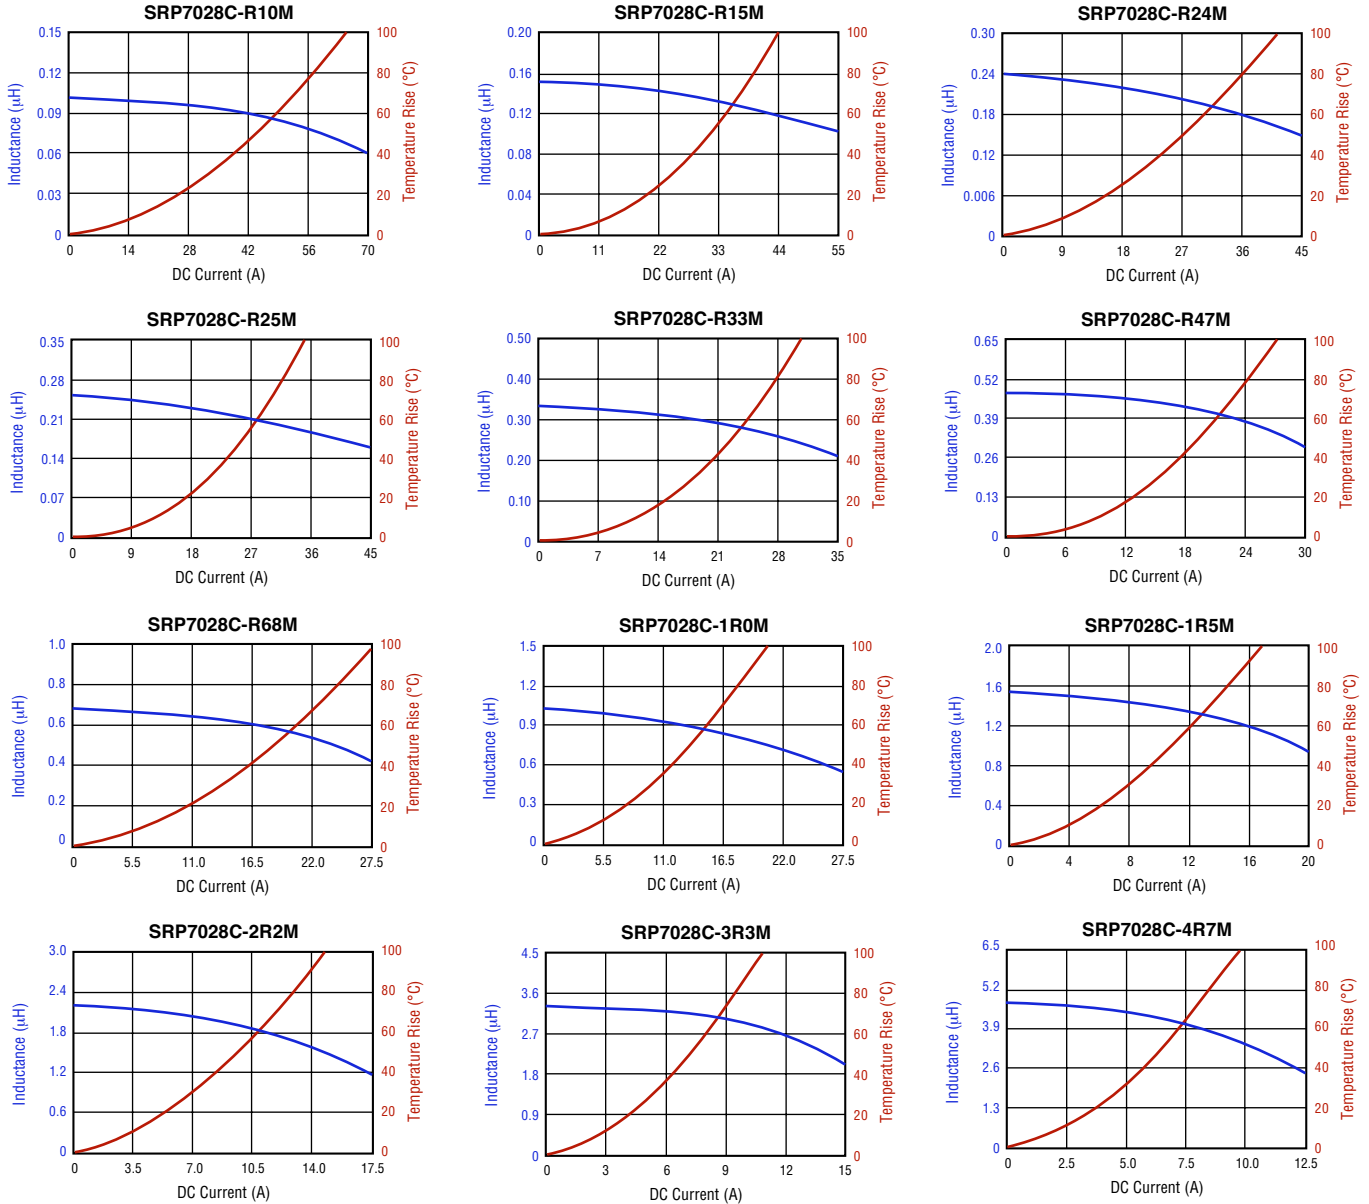 SRP7028C-R10M
SRP7028C-R15M
SRP7028C-R24M
0.15
0.12
0.09
0.06
0.03
0
Inductance (µH)
100
80
60
40
20
0
Temperature Rise (°C)
0 14 28 42 56 70
DC Current (A)
0.20
0.16
0.12
0.08
0.04
0
Inductance (µH)
100
80
60
40
20
0
Temperature Rise (°C)
0 11 22 33 44 55
DC Current (A)
0.30
0.24
0.18
0.12
0.006
0
Inductance (µH)
100
80
60
40
20
0
Temperature Rise (°C)
0 9 18 27 36 45
DC Current (A)
SRP7028C-R25M
SRP7028C-R33M
SRP7028C-R47M
0.35
0.28
0.21
0.14
0.07
0
Inductance (µH)
100
80
60
40
20
0
Temperature Rise (°C)
0 9 18 27 36 45
DC Current (A)
0.50
0.40
0.30
0.20
0.10
0
Inductance (µH)
100
80
60
40
20
0
Temperature Rise (°C)
0 7 14 21 28 35
DC Current (A)
0.65
0.52
0.39
0.26
0.13
0
Inductance (µH)
100
80
60
40
20
0
Temperature Rise (°C)
0 6 12 18 24 30
DC Current (A)
SRP7028C-R68M
SRP7028C-1R0M
SRP7028C-1R5M
1.0
0.8
0.6
0.4
0.2
0
Inductance (µH)
100
80
60
40
20
0
Temperature Rise (°C)
0 5.5 11.0 16.5 22.0 27.5
DC Current (A)
1.5
1.2
0.9
0.6
0.3
0
Inductance (µH)
100
80
60
40
20
0
Temperature Rise (°C)
0 5.5 11.0 16.5 22.0 27.5
DC Current (A)
2.0
1.6
1.2
0.8
0.4
0
Inductance (µH)
100
80
60
40
20
0
Temperature Rise (°C)
0 4 8 12 16 20
DC Current (A)
SRP7028C-2R2M
SRP7028C-3R3M
SRP7028C-4R7M
3.0
2.4
1.8
1.2
0.6
0
Inductance (µH)
100
80
60
40
20
0
Temperature Rise (°C)
0 3.5 7.0 10.5 14.0 17.5
DC Current (A)
4.5
3.6
2.7
1.8
0.9
0
Inductance (µH)
100
80
60
40
20
0
Temperature Rise (°C)
0 3 6 9 12 15
DC Current (A)
6.5
5.2
3.9
2.6
1.3
0
Inductance (µH)
100
80
60
40
20
0
Temperature Rise (°C)
0 2.5 5.0 7.5 10.0 12.5
DC Current (A)